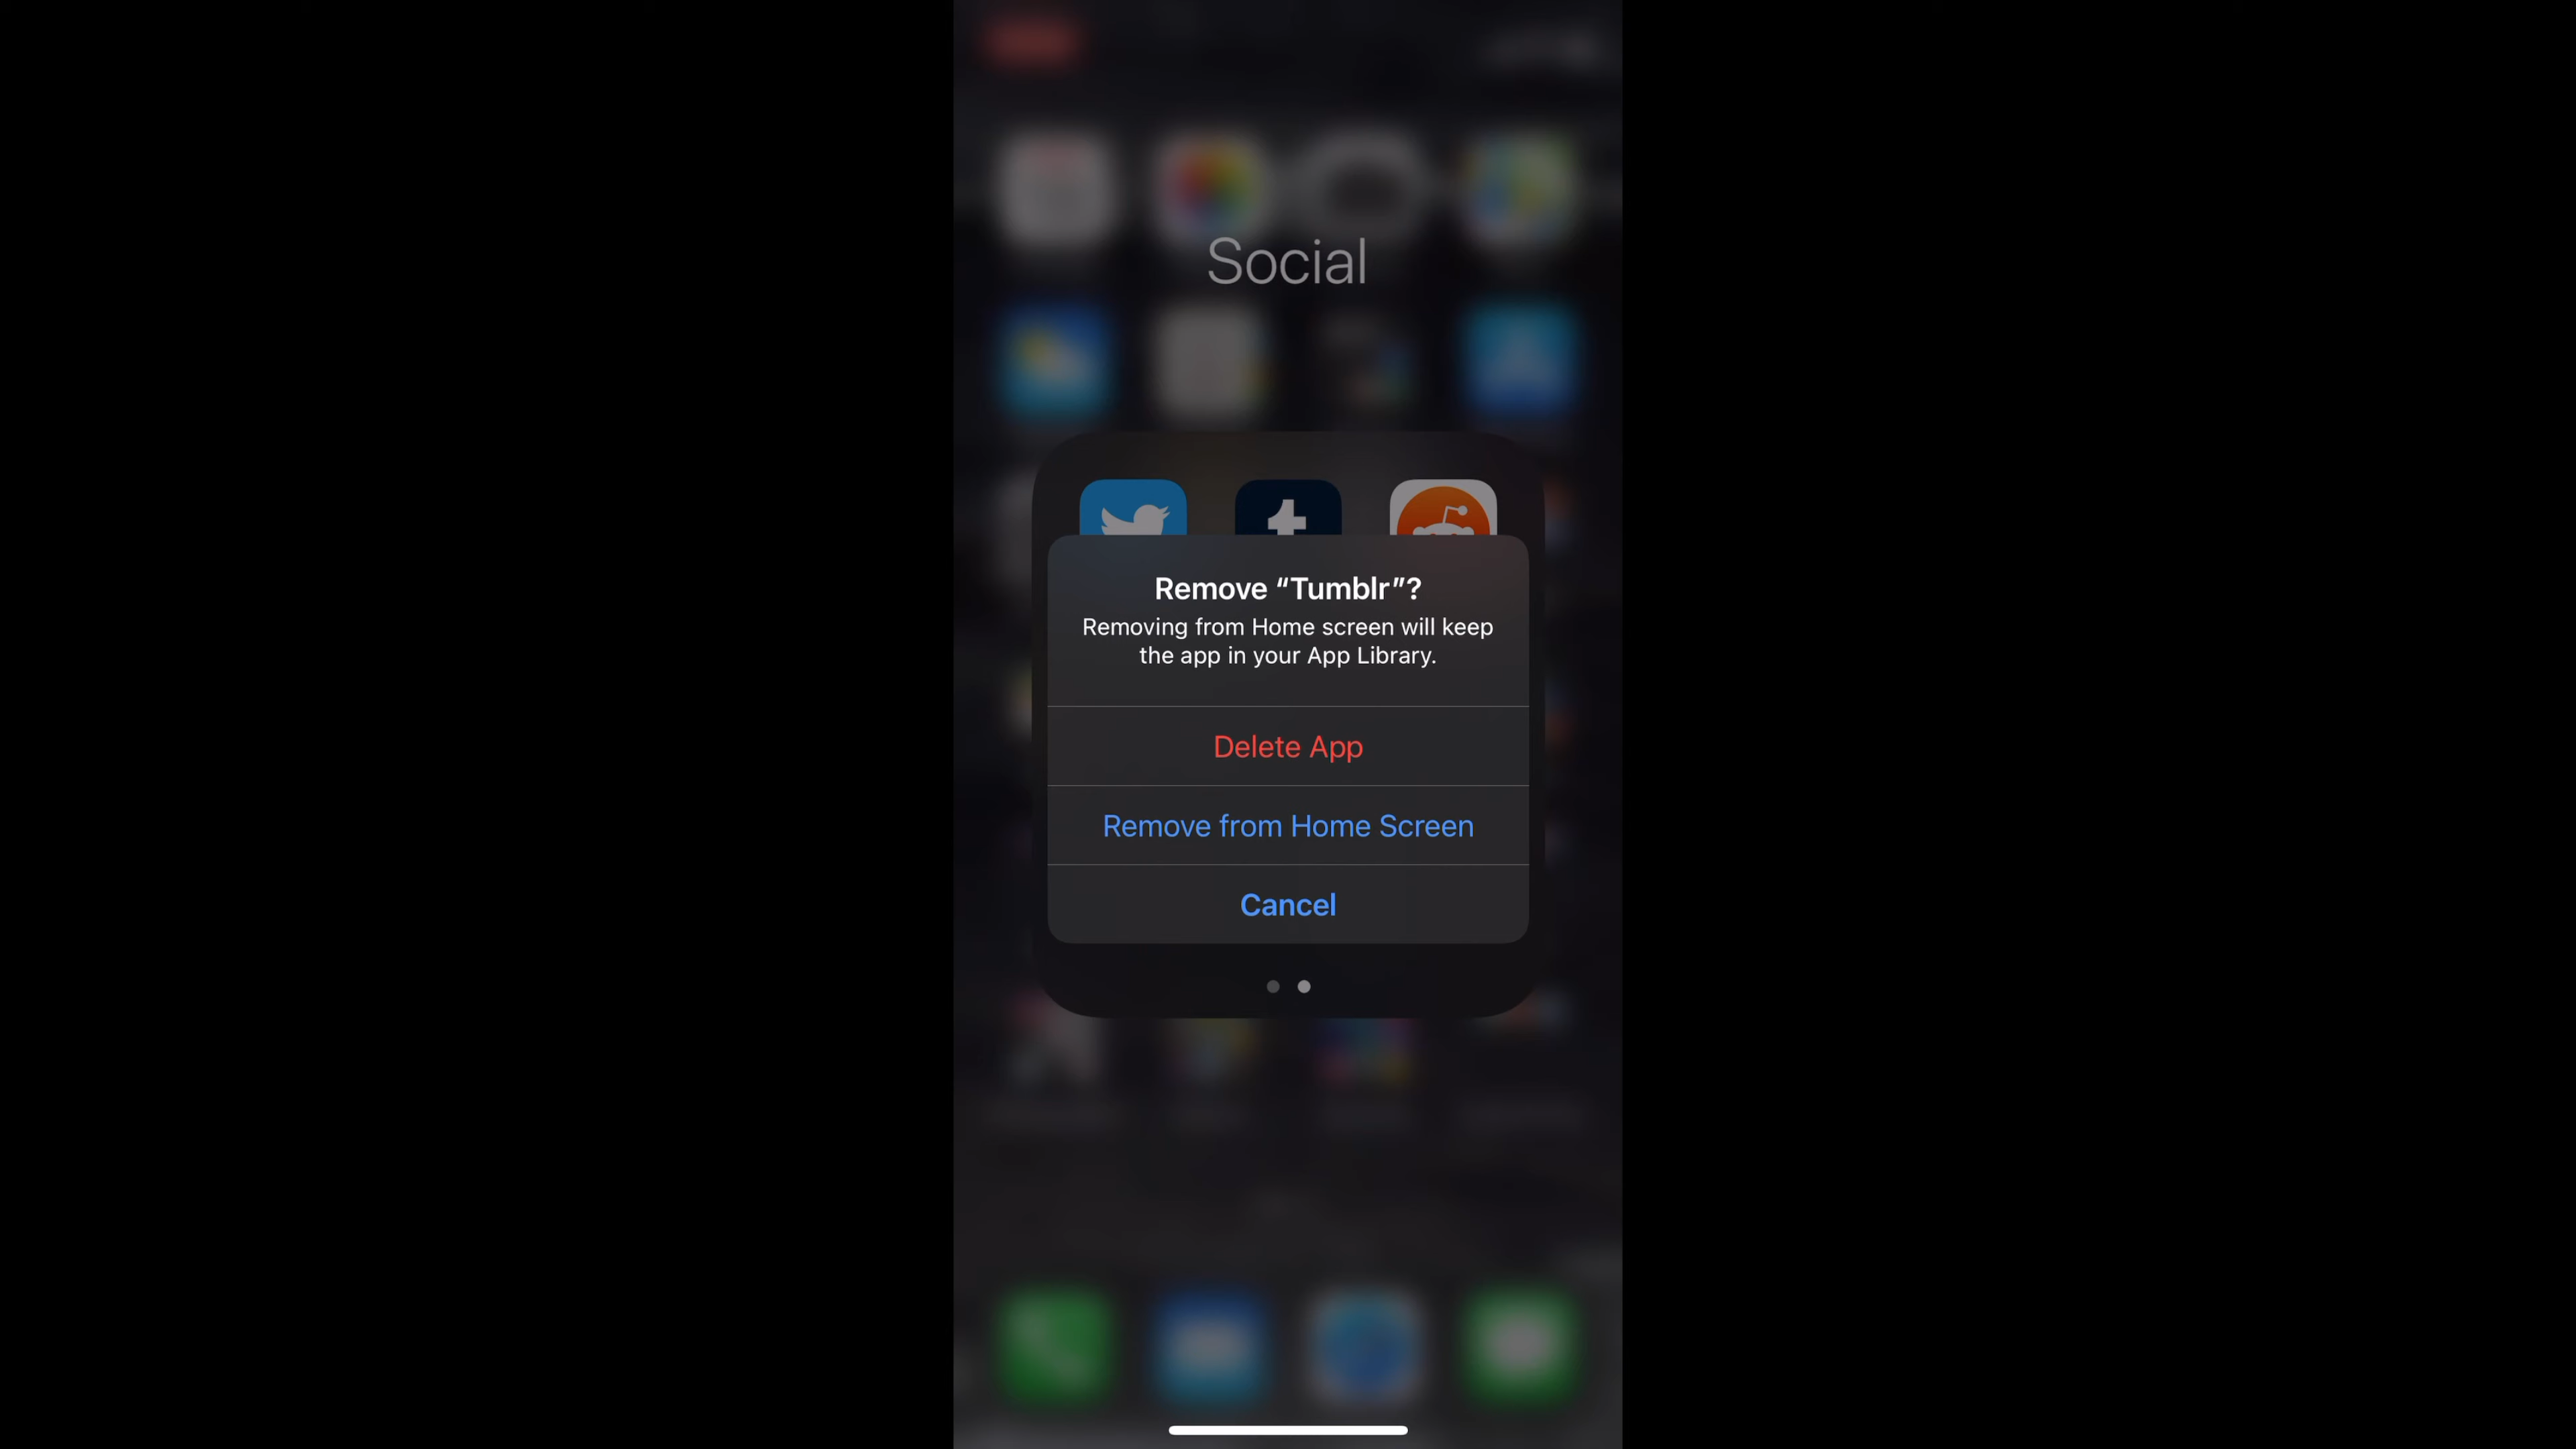 Social
Remove “Tumblr”?
Removing from Home screen will keep
the app in your App Library.
Delete App
Remove from Home Screen
Cancel